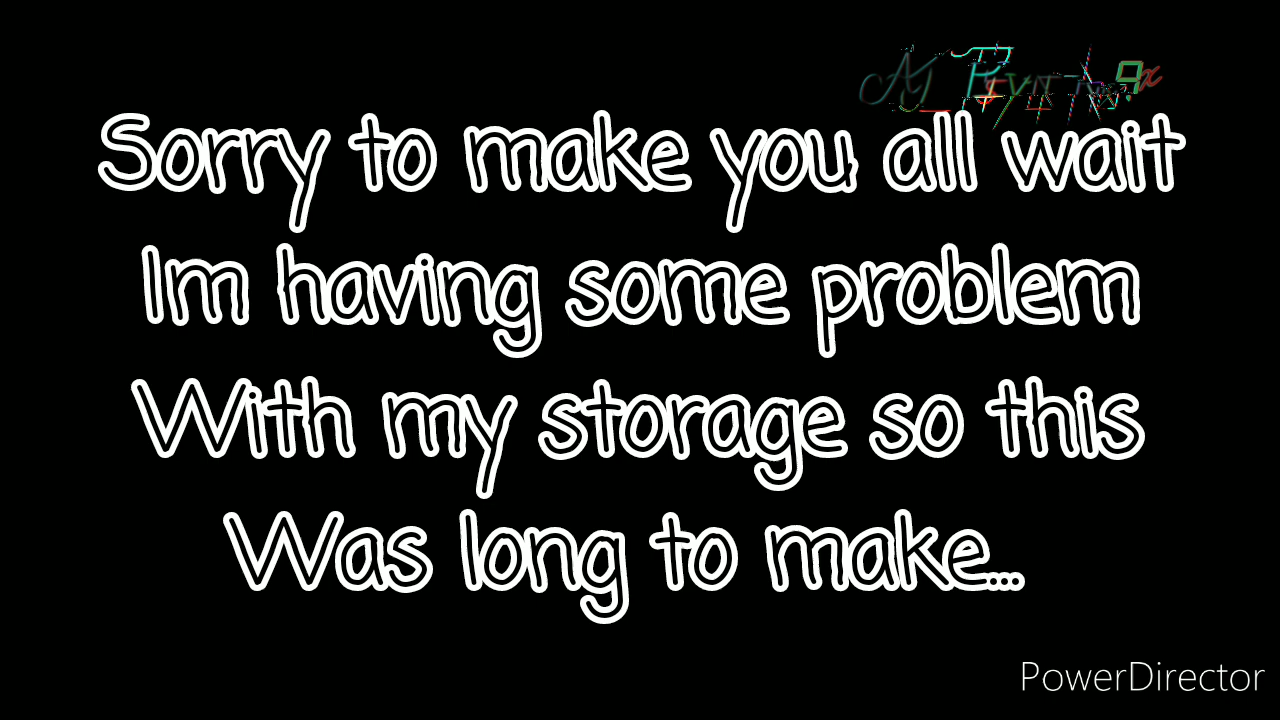 Sorry to make you all wait
Im having some problem
With my storage so this
Was long to make...
PowerDirector